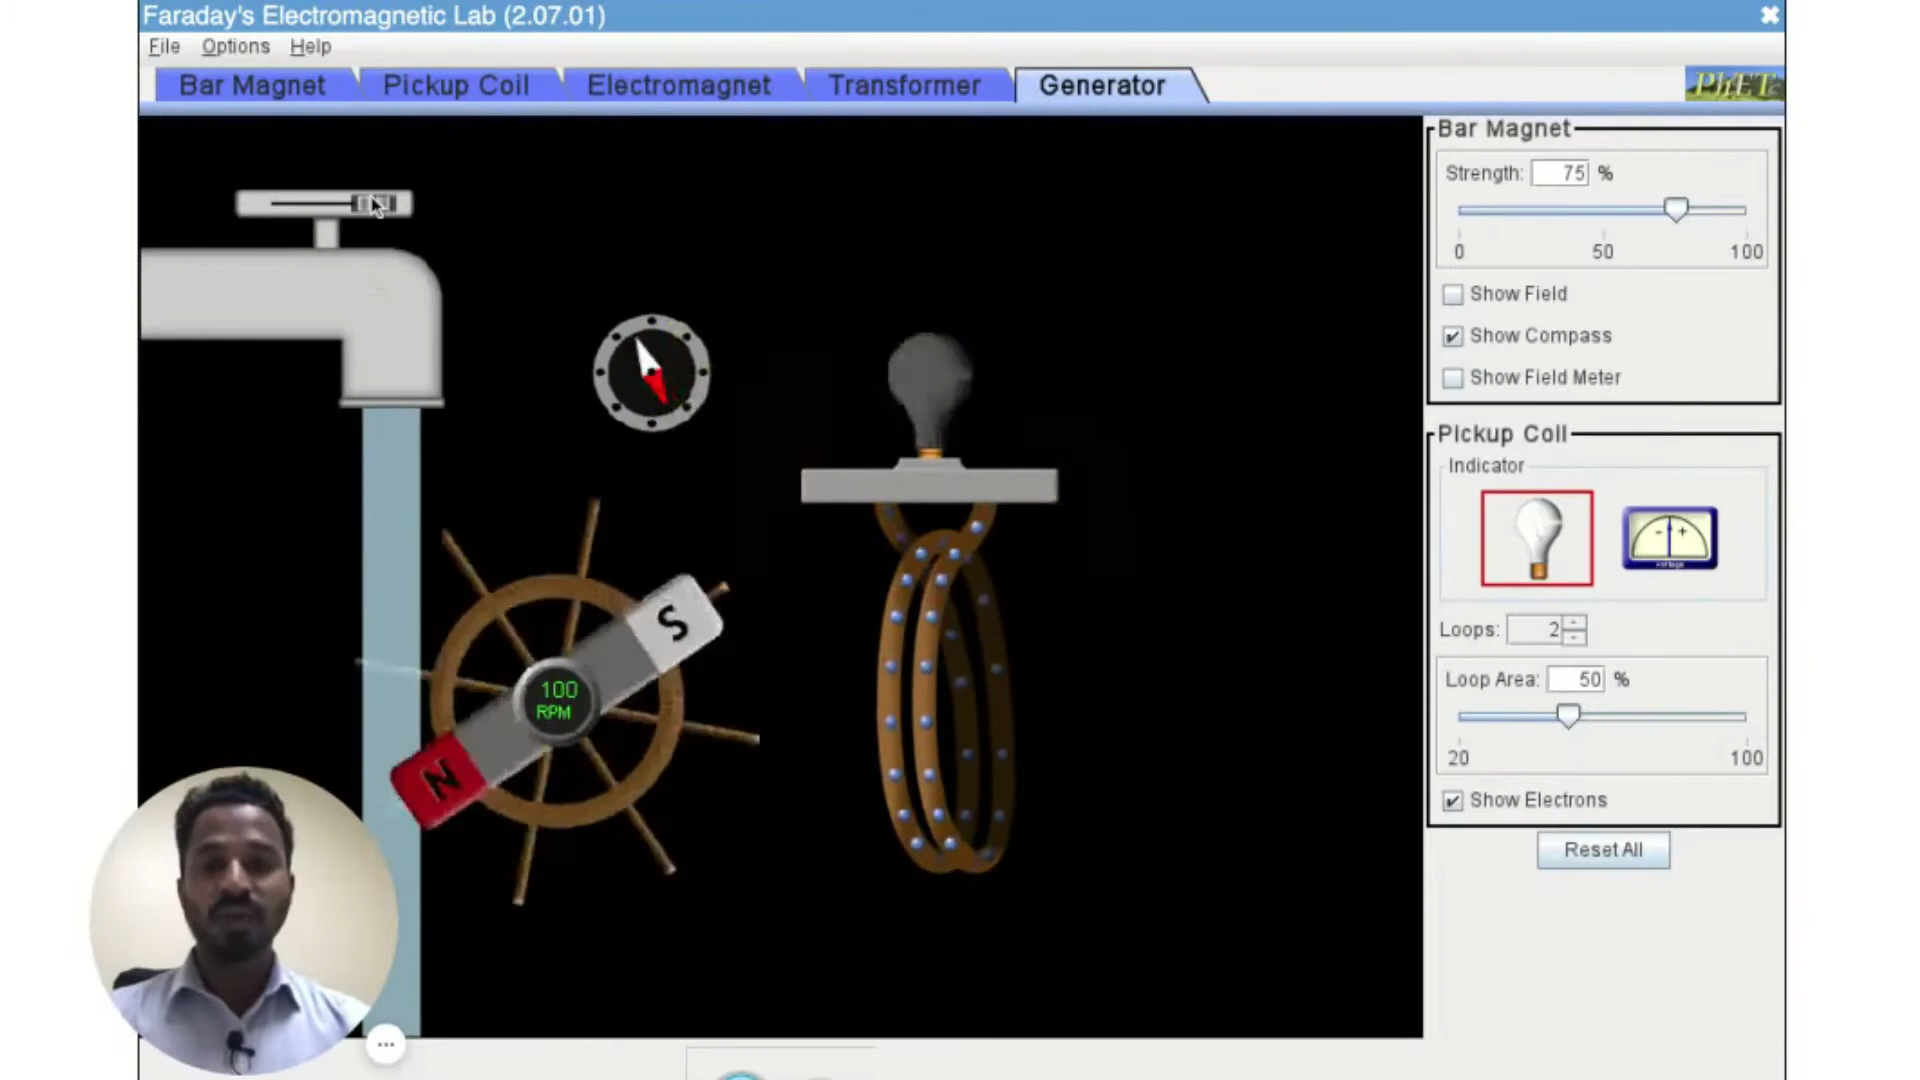 Faraday's Electromagnetic Lab (2.07.01)
File Options Help
Bar Magnet Pickup Coil Electromagnet Transformer Generator
PhET
Bar Magnet
Strength: 75 %
0 50 100
Show Field
Show Compass
Show Field Meter
Pickup Coil
Indicator
- +
voltage
Loops: 2
Loop Area: 50 %
20 100
Show Electrons
Reset All
S
100
RPM
N